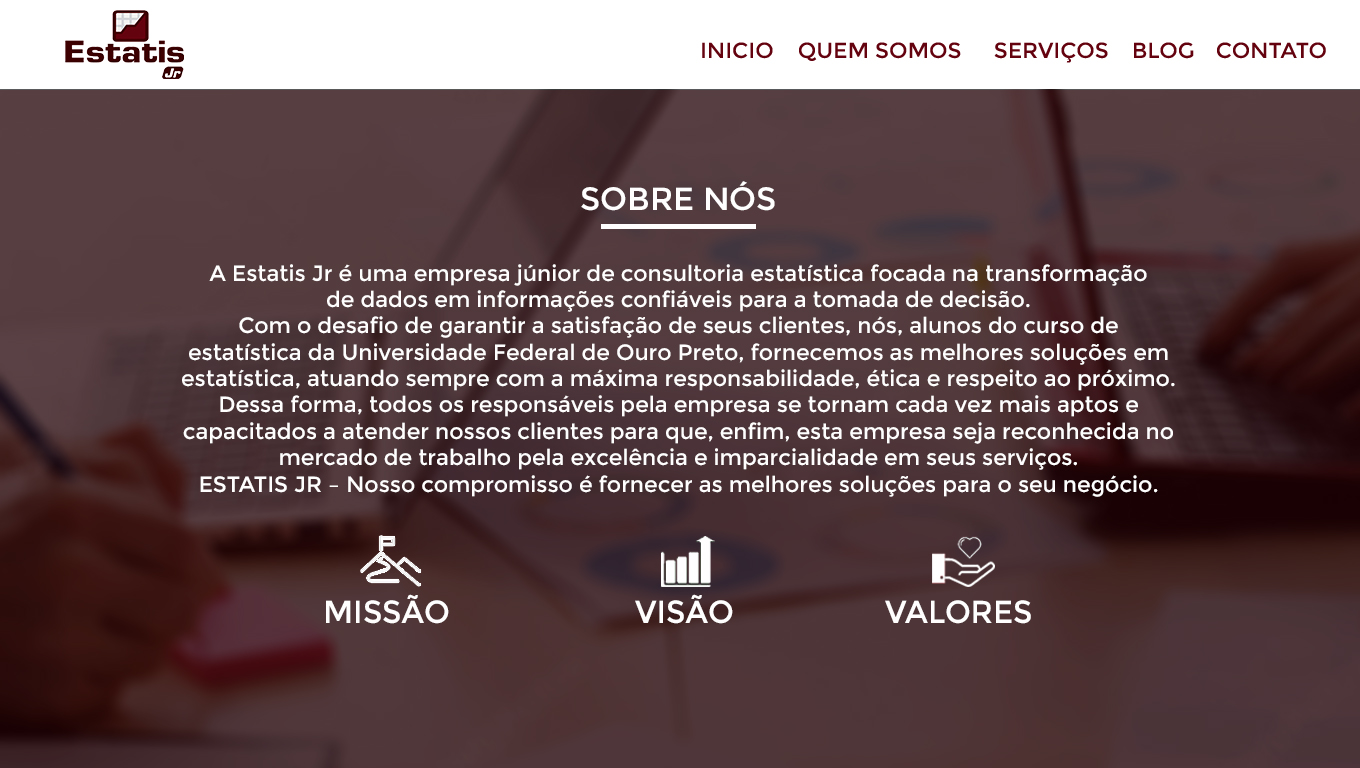 Estatis
Jr
INICIO QUEM SOMOS SERVIÇOS BLOG CONTATO
SOBRE NÓS
A Estatis Jr é uma empresa júnior de consultoria estatística focada na transformação
de dados em informações confiáveis para a tomada de decisão.
Com o desafio de garantir a satisfação de seus clientes, nós, alunos do curso de
estatística da Universidade Federal de Ouro Preto, fornecemos as melhores soluções em
estatística, atuando sempre com a máxima responsabilidade, ética e respeito ao próximo.
Dessa forma, todos os responsáveis pela empresa se tornam cada vez mais aptos e
capacitados a atender nossos clientes para que, enfim, esta empresa seja reconhecida no
mercado de trabalho pela excelência e imparcialidade em seus serviços.
ESTATIS JR – Nosso compromisso é fornecer as melhores soluções para o seu negócio.
MISSÃO VISÃO VALORES